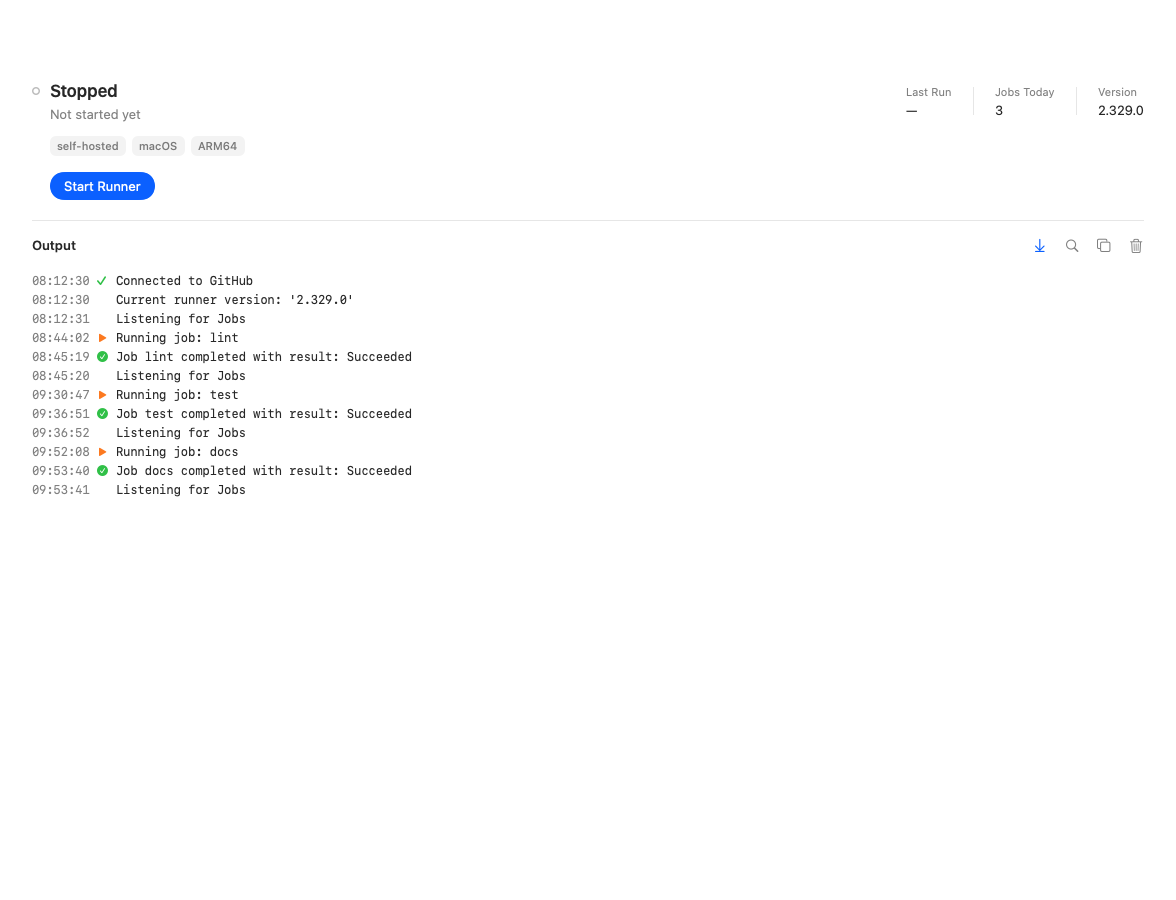 Stopped
Not started yet
self-hosted macOS ARM64
Start Runner
Last Run Jobs Today Version
— 3 2.329.0
Output
08:12:30 Connected to GitHub
08:12:30 Current runner version: '2.329.0'
08:12:31 Listening for Jobs
08:44:02 Running job: lint
08:45:19 Job lint completed with result: Succeeded
08:45:20 Listening for Jobs
09:30:47 Running job: test
09:36:51 Job test completed with result: Succeeded
09:36:52 Listening for Jobs
09:52:08 Running job: docs
09:53:40 Job docs completed with result: Succeeded
09:53:41 Listening for Jobs